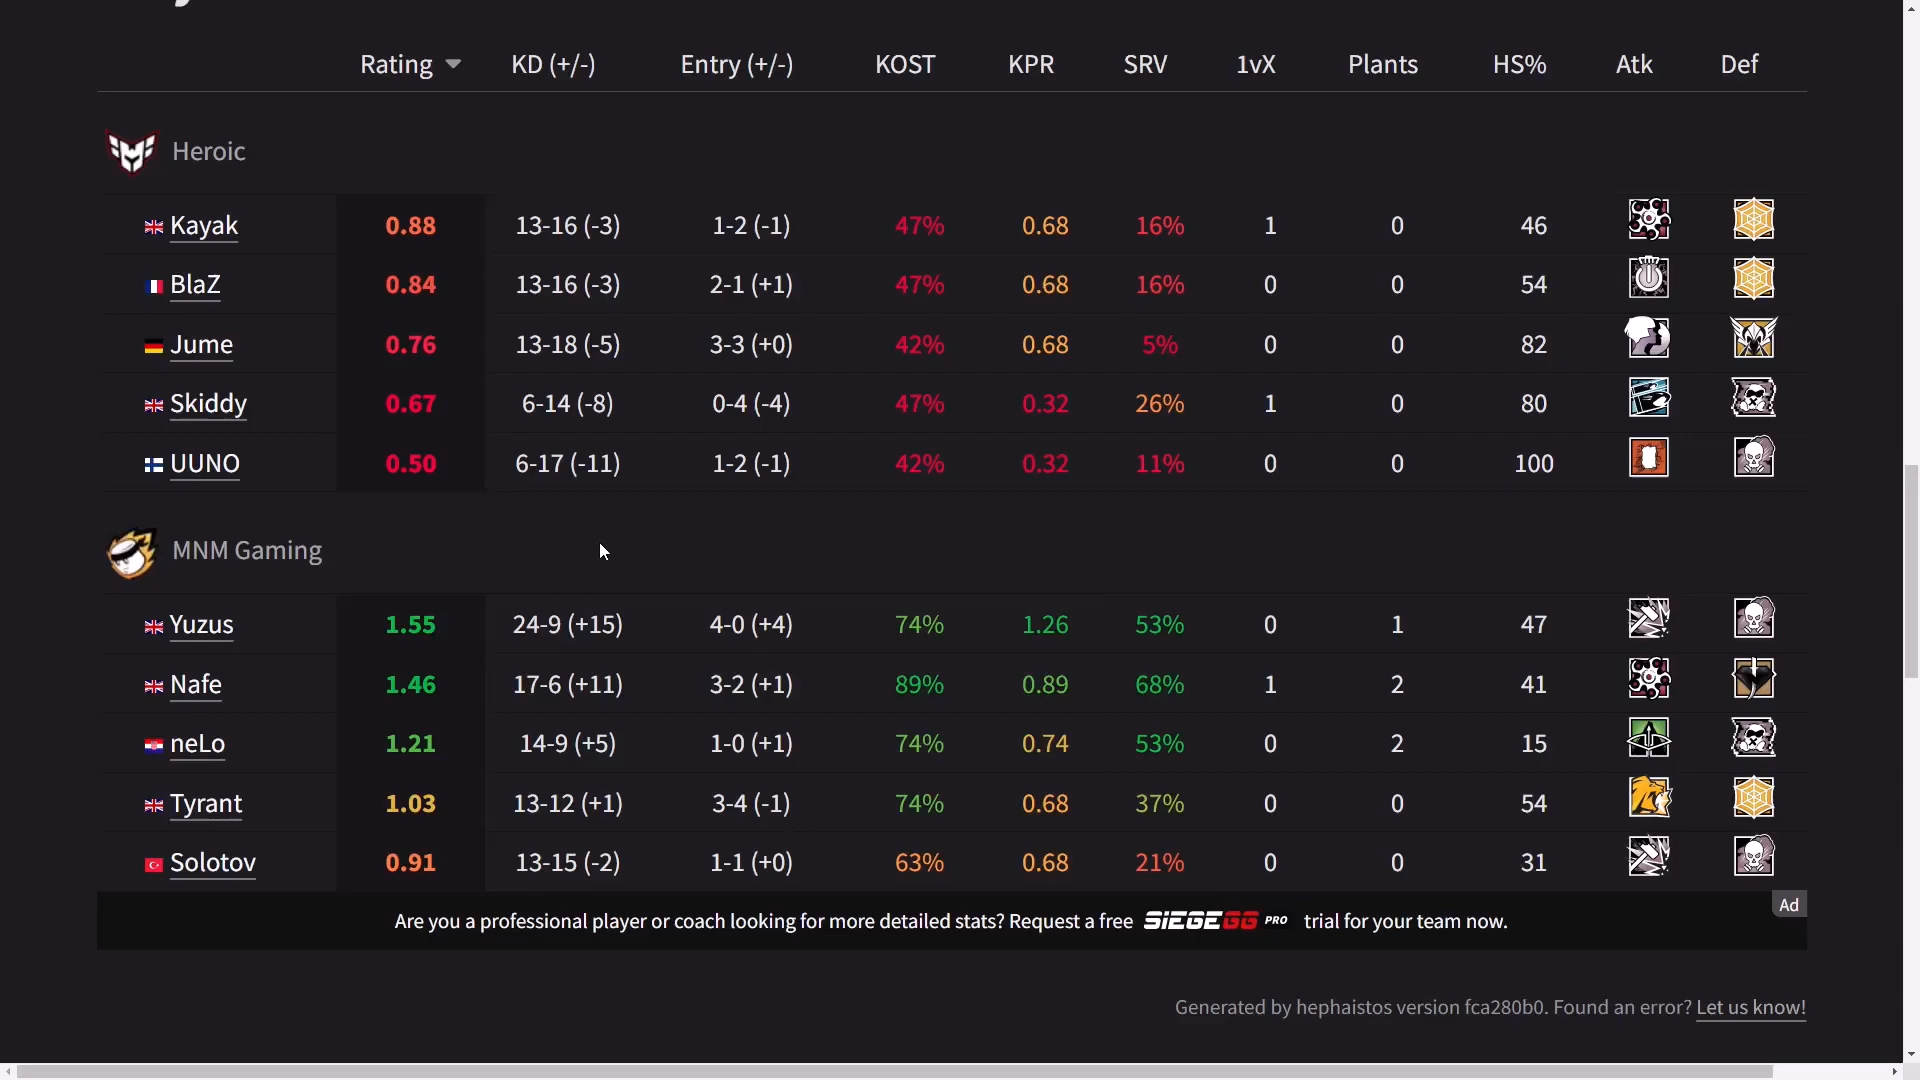 Rating KD (+/-) Entry (+/-) KOST KPR SRV 1vX Plants HS% Atk Def
Heroic
Kayak 0.88 13-16 (-3) 1-2 (-1) 47% 0.68 16% 1 0 46
BlaZ 0.84 13-16 (-3) 2-1 (+1) 47% 0.68 16% 0 0 54
Jume 0.76 13-18 (-5) 3-3 (+0) 42% 0.68 5% 0 0 82
Skiddy 0.67 6-14 (-8) 0-4 (-4) 47% 0.32 26% 1 0 80
UUNO 0.50 6-17 (-11) 1-2 (-1) 42% 0.32 11% 0 0 100
MNM Gaming
Yuzus 1.55 24-9 (+15) 4-0 (+4) 74% 1.26 53% 0 1 47
Nafe 1.46 17-6 (+11) 3-2 (+1) 89% 0.89 68% 1 2 41
neLo 1.21 14-9 (+5) 1-0 (+1) 74% 0.74 53% 0 2 15
Tyrant 1.03 13-12 (+1) 3-4 (-1) 74% 0.68 37% 0 0 54
Solotov 0.91 13-15 (-2) 1-1 (+0) 63% 0.68 21% 0 0 31
Ad
Are you a professional player or coach looking for more detailed stats? Request a free SIEGEGG PRO trial for your team now.
Generated by hephaistos version fca280b0. Found an error? Let us know!